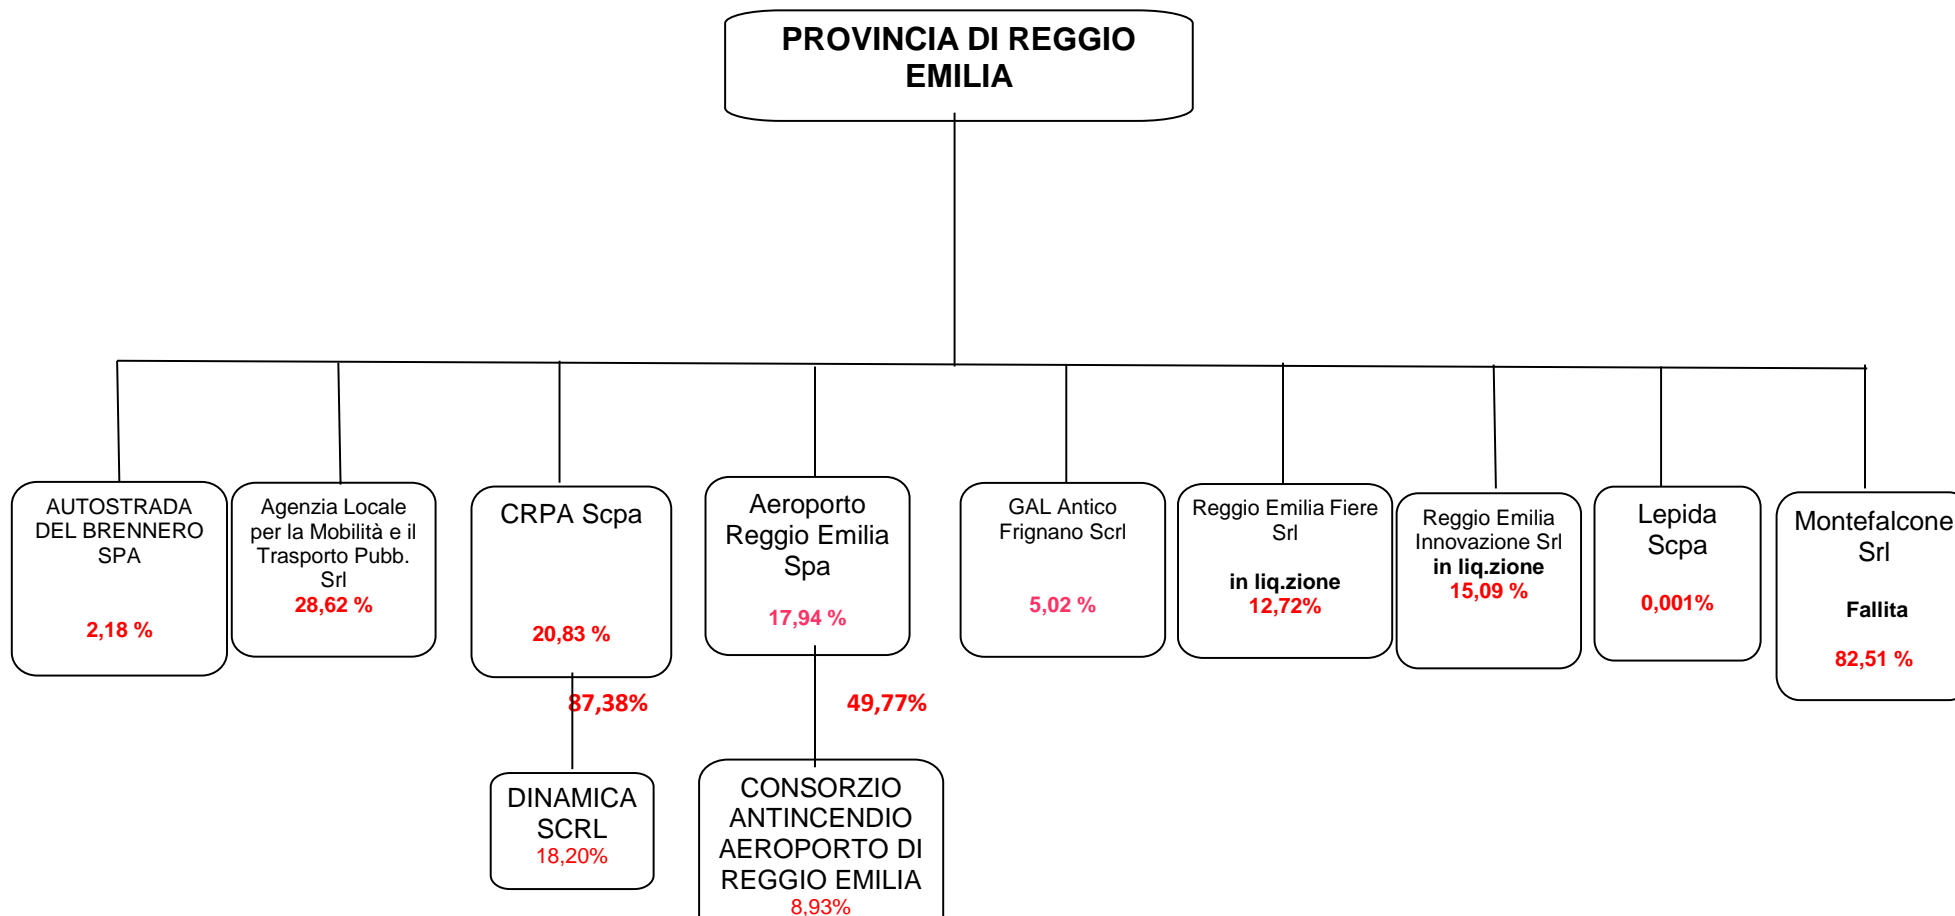 PROVINCIA DI REGGIO
EMILIA
AUTOSTRADA
DEL BRENNERO
SPA
2,18 %
Agenzia Locale
per la Mobilità e il
Trasporto Pubb.
Srl
28,62 %
CRPA Scpa
20,83 %
Aeroporto
Reggio Emilia
Spa
17,94 %
GAL Antico
Frignano Scrl
5,02 %
Reggio Emilia Fiere
Srl
in liq.zione
12,72%
Reggio Emilia
Innovazione Srl
in liq.zione
15,09 %
Lepida
Scpa
0,001%
Montefalcone
Srl
Fallita
82,51 %
87,38%
49,77%
DINAMICA
SCRL
18,20%
CONSORZIO
ANTINCENDIO
AEROPORTO DI
REGGIO EMILIA
8,93%